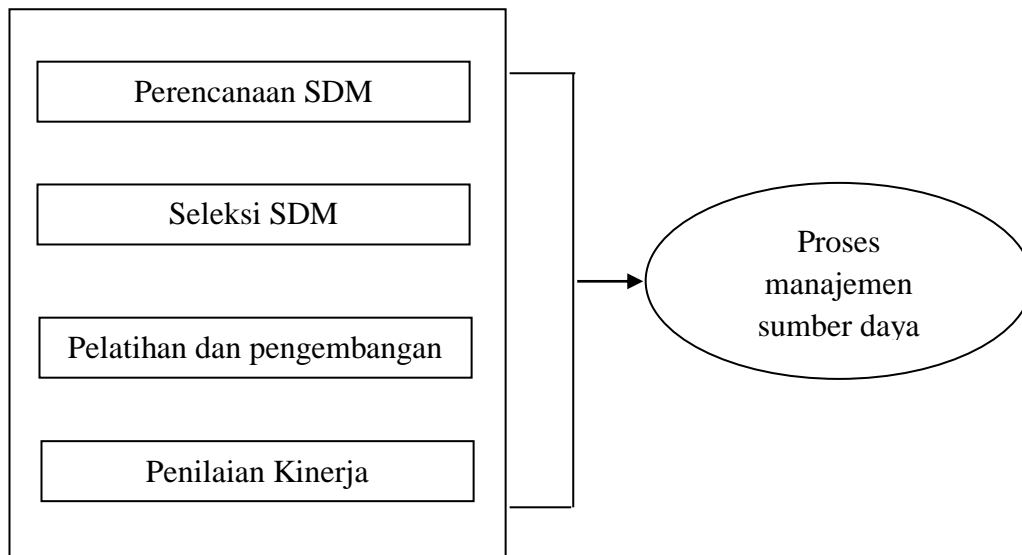 Perencanaan SDM
Seleksi SDM
Pelatihan dan pengembangan
Penilaian Kinerja
Proses
manajemen
sumber daya